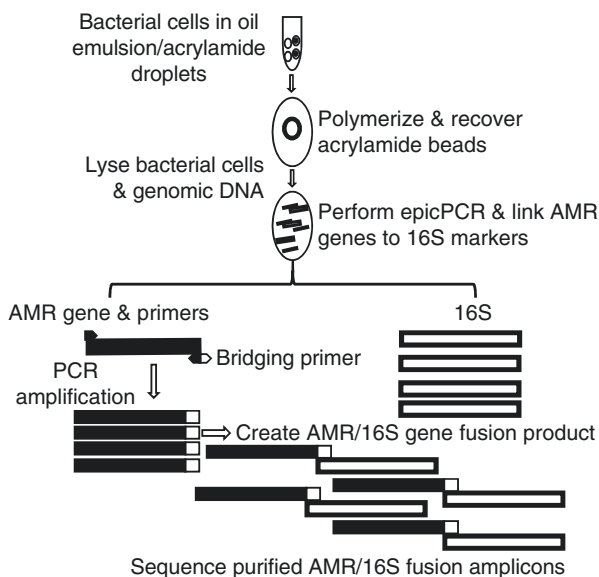 Bacterial cells in oil
emulsion/acrylamide
droplets
Polymerize & recover
acrylamide beads
Lyse bacterial cells
& genomic DNA
Perform epicPCR & link AMR
genes to 16S markers
AMR gene & primers
16S
Bridging primer
PCR
amplification
Create AMR/16S gene fusion product
Sequence purified AMR/16S fusion amplicons